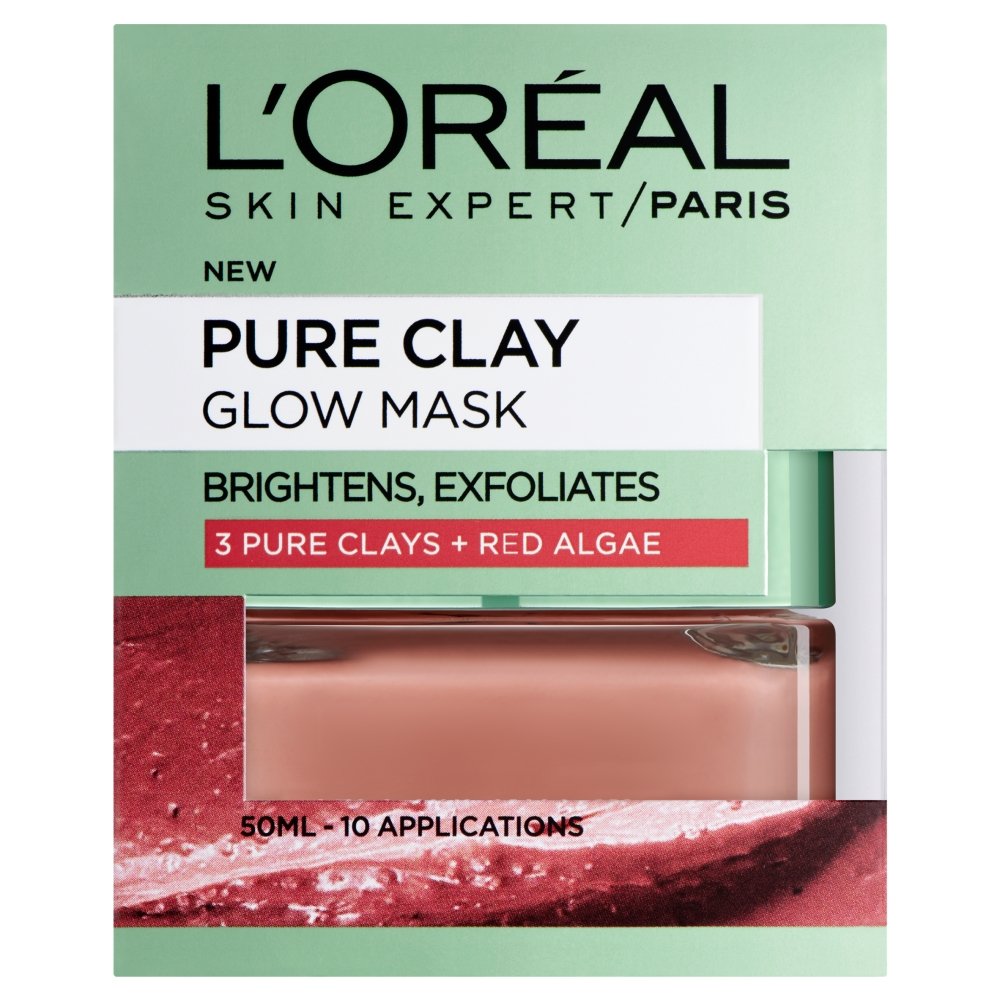 L'ORÉAL
SKIN EXPERT/PARIS
NEW
PURE CLAY
GLOW MASK
BRIGHTENS, EXFOLIATES
3 PURE CLAYS + RED ALGAE
50ML - 10 APPLICATIONS